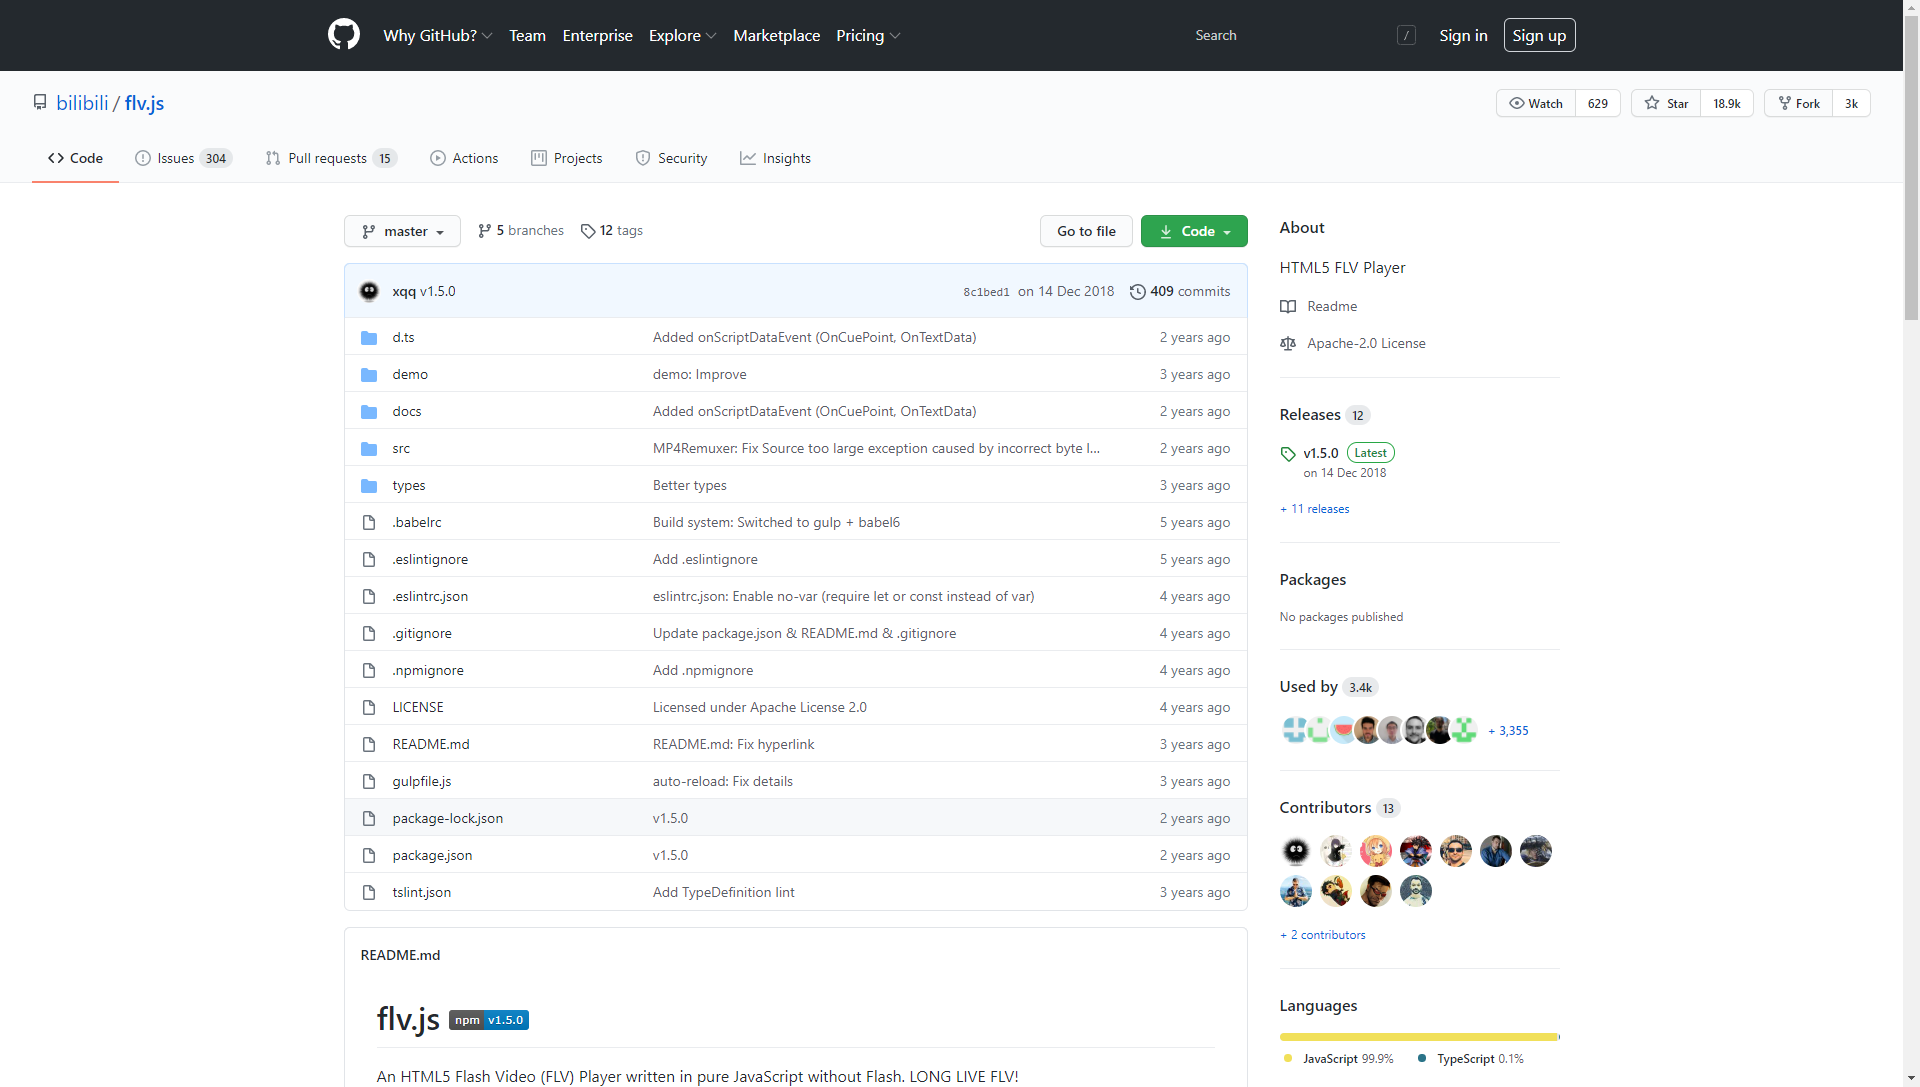 Why GitHub? Team Enterprise Explore Marketplace Pricing Search / Sign in Sign up
bilibili / flv.js Watch 629 Star 18.9k Fork 3k
Code Issues 304 Pull requests 15 Actions Projects Security Insights
master 5 branches 12 tags Go to file Code
xqq v1.5.0 8c1bed1 on 14 Dec 2018 409 commits
d.ts Added onScriptDataEvent (OnCuePoint, OnTextData) 2 years ago
demo demo: Improve 3 years ago
docs Added onScriptDataEvent (OnCuePoint, OnTextData) 2 years ago
src MP4Remuxer: Fix Source too large exception caused by incorrect byte l... 2 years ago
types Better types 3 years ago
.babelrc Build system: Switched to gulp + babel6 5 years ago
.eslintignore Add .eslintignore 5 years ago
.eslintrc.json eslintrc.json: Enable no-var (require let or const instead of var) 4 years ago
.gitignore Update package.json & README.md & .gitignore 4 years ago
.npmignore Add .npmignore 4 years ago
LICENSE Licensed under Apache License 2.0 4 years ago
README.md README.md: Fix hyperlink 3 years ago
gulpfile.js auto-reload: Fix details 3 years ago
package-lock.json v1.5.0 2 years ago
package.json v1.5.0 2 years ago
tslint.json Add TypeDefinition lint 3 years ago
README.md
flv.js npm v1.5.0
An HTML5 Flash Video (FLV) Player written in pure JavaScript without Flash. LONG LIVE FLV!
About
HTML5 FLV Player
Readme
Apache-2.0 License
Releases 12
v1.5.0 Latest
on 14 Dec 2018
+ 11 releases
Packages
No packages published
Used by 3.4k
+ 3,355
Contributors 13
+ 2 contributors
Languages
JavaScript 99.9% TypeScript 0.1%